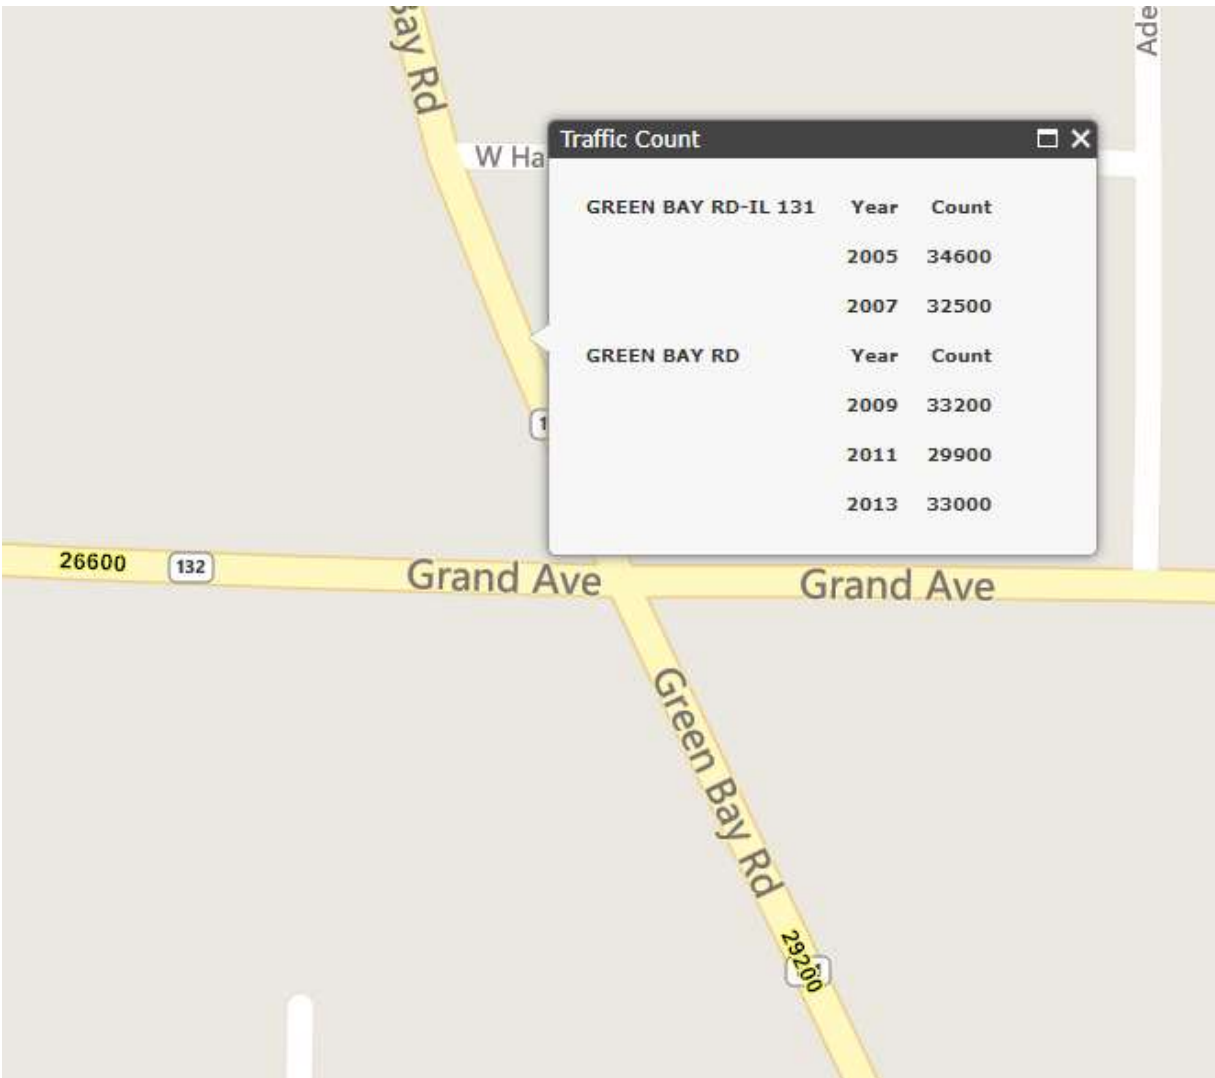 Bay Rd
Ade
W Ha
Traffic Count
GREEN BAY RD-IL 131 Year Count
2005 34600
2007 32500
GREEN BAY RD Year Count
2009 33200
2011 29900
2013 33000
1
26600 132 Grand Ave Grand Ave
Green Bay Rd
29200